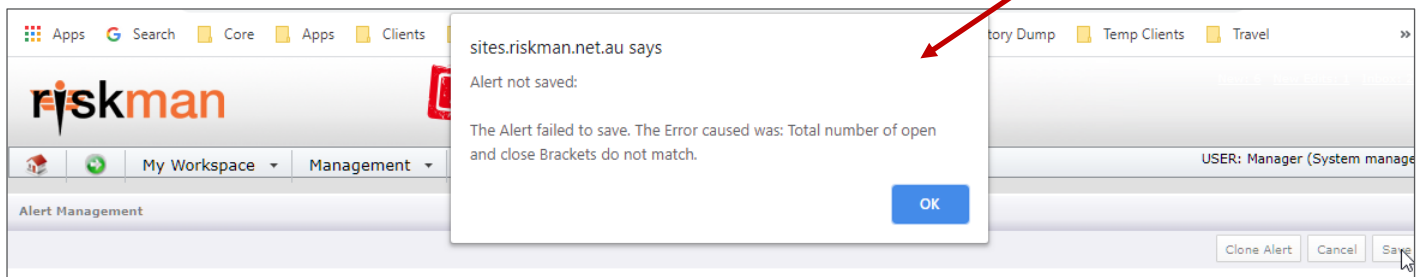 Apps Search Core Apps Clients tory Dump Temp Clients Travel »
sites.riskman.net.au says
Alert not saved:
riskman
The Alert failed to save. The Error caused was: Total number of open
and close Brackets do not match.
My Workspace Management USER: Manager (System manage
OK
Alert Management
Clone Alert Cancel Save